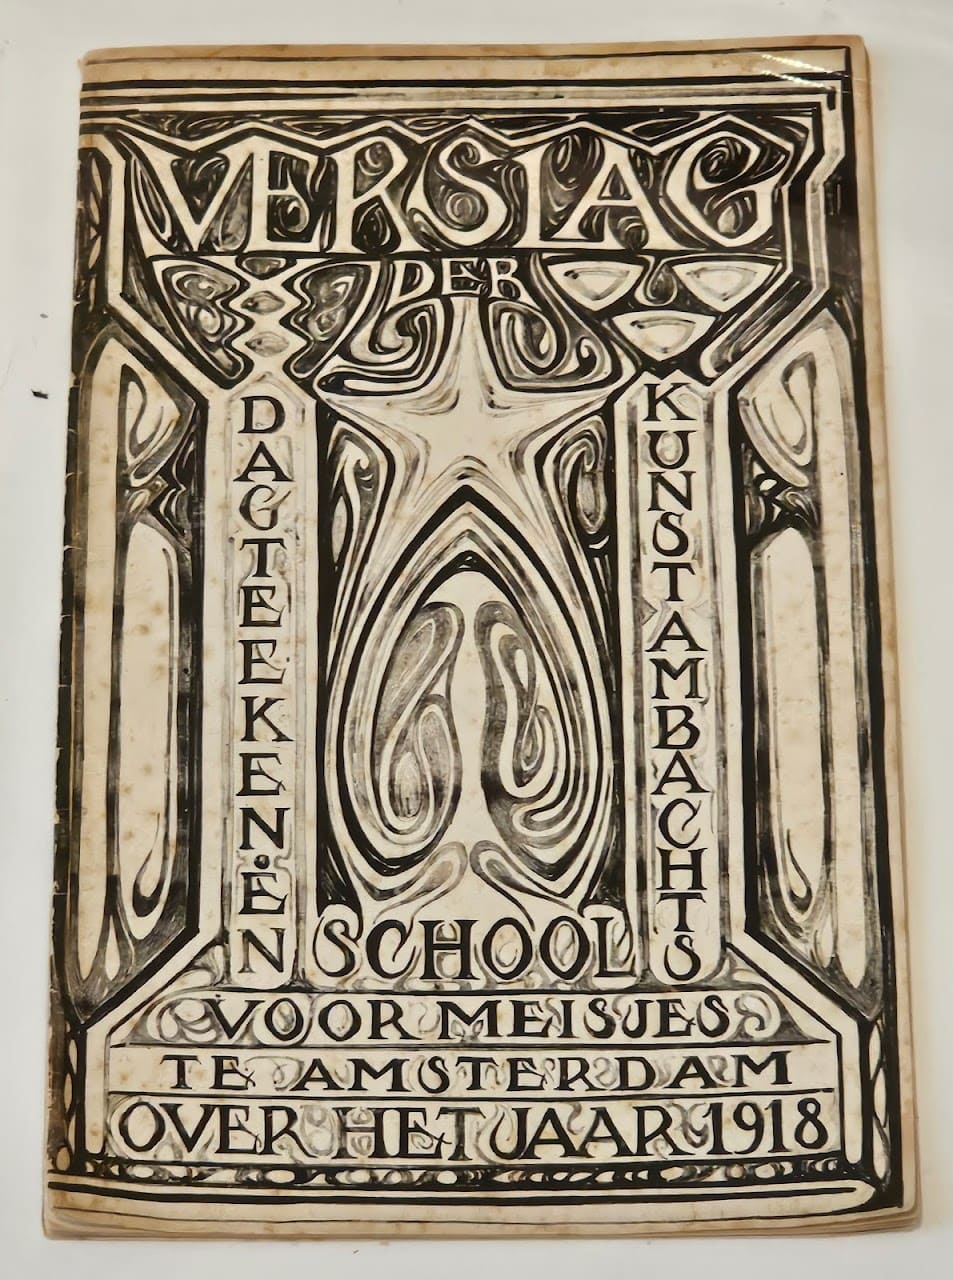 VERSLAG
DER
DAGTEEKEN.EN
KUNSTAMBACHTS
SCHOOL
VOOR MEISJES
TE AMSTERDAM
OVER HET JAAR 1918